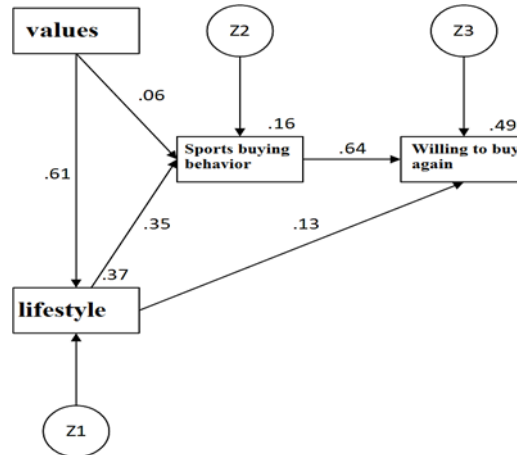 values
Z2
Z3
.06
.16
.49
Sports buying
behavior
.64
Willing to buy
again
.61
.35
.13
.37
lifestyle
Z1